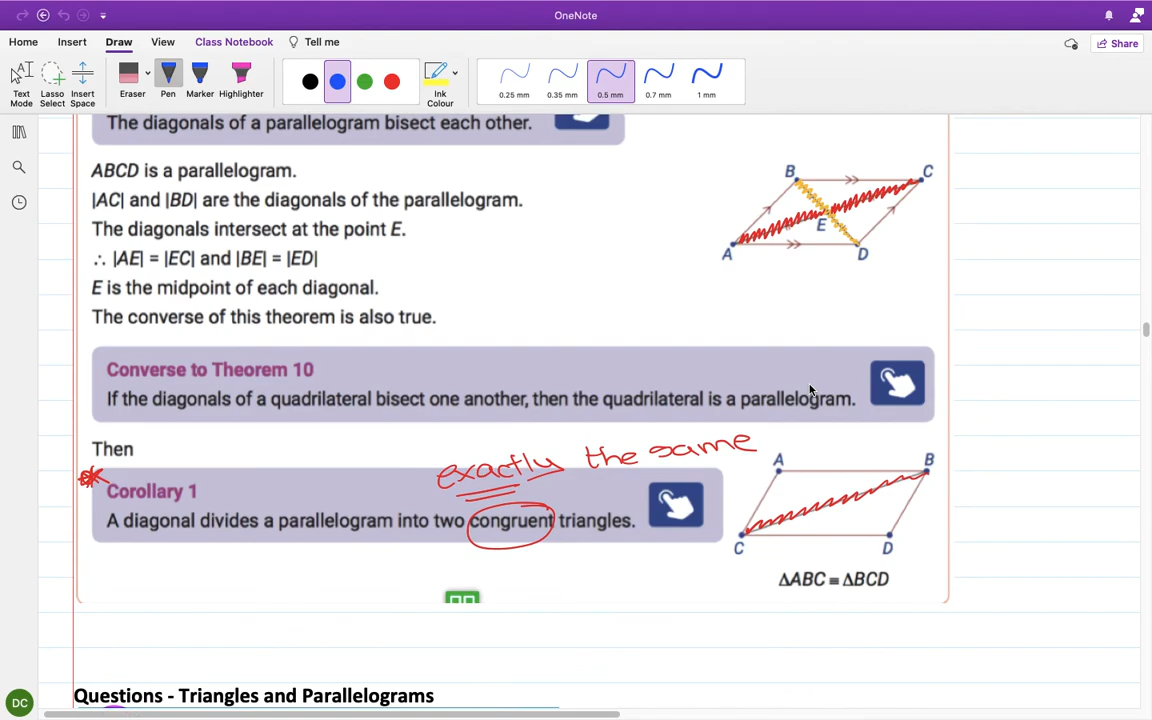 OneNote
Home Insert Draw View Class Notebook Tell me
Share
Text Mode
Lasso Select
Insert Space
Eraser
Pen
Marker
Highlighter
Ink Colour
0.25 mm 0.35 mm 0.5 mm 0.7 mm 1 mm
The diagonals of a parallelogram bisect each other.
ABCD is a parallelogram.
|AC| and |BD| are the diagonals of the parallelogram.
The diagonals intersect at the point E.
∴ |AE| = |EC| and |BE| = |ED|
E is the midpoint of each diagonal.
The converse of this theorem is also true.
B C
E
A D
Converse to Theorem 10
If the diagonals of a quadrilateral bisect one another, then the quadrilateral is a parallelogram.
Then
exactly the same
Corollary 1
A diagonal divides a parallelogram into two congruent triangles.
A B
C D
ΔABC ≡ ΔBCD
Questions - Triangles and Parallelograms
DC